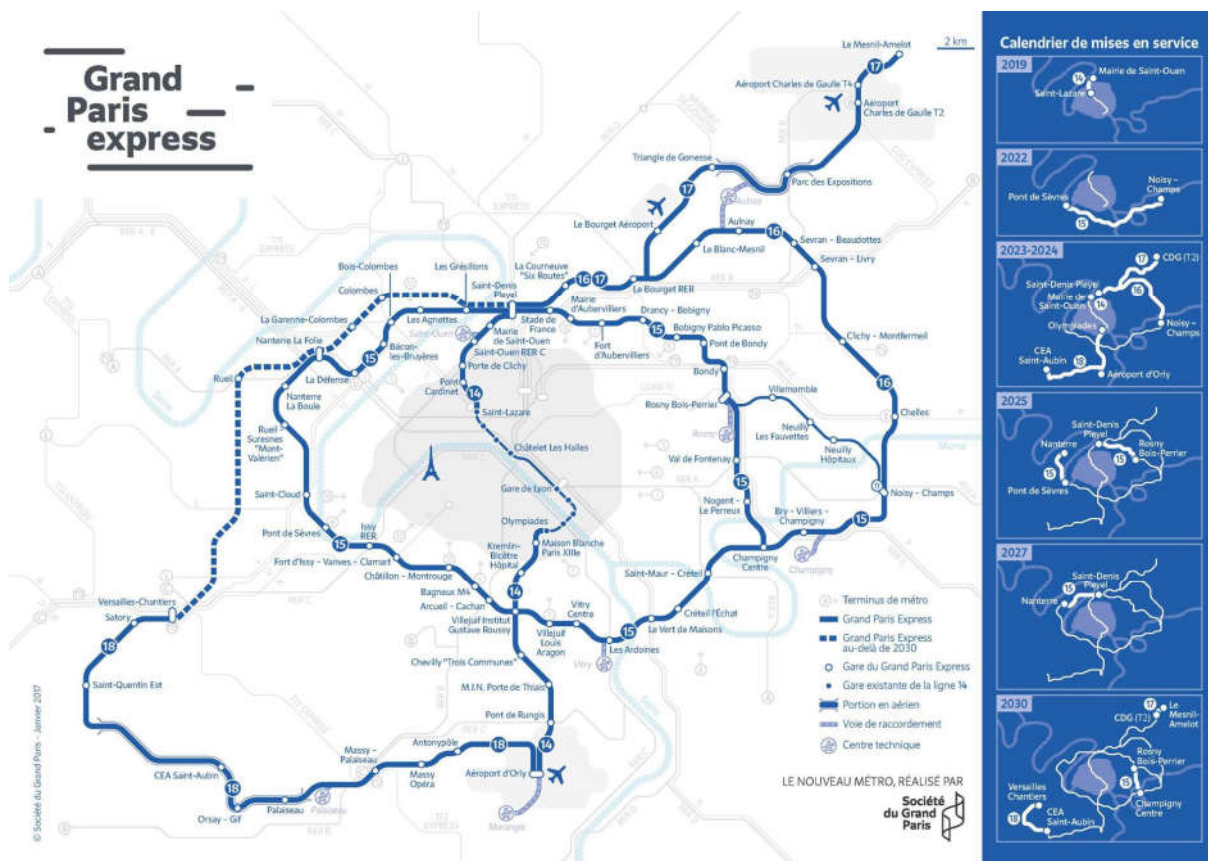 Grand
Paris
express
2 km
Le Mesnil-Amelot
17
Aéroport Charles de Gaulle T4
Aéroport
Charles de Gaulle T2
Triangle de Gonesse
Parc des Expositions
17
Aulnay
Le Bourget Aéroport
Aulnay
16
Sevran – Beaudottes
Le Blanc-Mesnil
Sevran – Livry
Bois-Colombes
Les Grésillons
La Courneuve
"Six Routes"
16
17
Le Bourget RER
Colombes
Saint-Denis
Pleyel
La Garenne-Colombes
Les Agnettes
Stade de
France
Mairie
d'Aubervilliers
Drancy – Bobigny
15
Bobigny Pablo Picasso
Fort
d'Aubervilliers
Pont de Bondy
Clichy – Montfermeil
Nanterre La Folie
15
Bécon-
les-Bruyères
Mairie
de Saint-Ouen
Saint-Ouen RER C
Porte de Clichy
Bondy
Rueil
La Défense
Pont
Cardinet
14
Villemomble
16
Nanterre
La Boule
Saint-Lazare
Rosny Bois-Perrier
Chelles
Rueil –
Suresnes
"Mont-
Valérien"
Neuilly
Les Fauvettes
Châtelet Les Halles
Rosny
Neuilly
Hôpitaux
Marne
Val de Fontenay
Saint-Cloud
Gare de Lyon
15
11
Noisy – Champs
Nogent –
Le Perreux
Bry – Villiers –
Champigny
15
Pont de Sèvres
Issy
RER
15
Olympiades
Maison Blanche
Paris XIIIe
Kremlin-
Bicêtre
Hôpital
Fort d'Issy – Vanves – Clamart
Champigny
Centre
Champigny
Châtillon – Montrouge
14
Saint-Maur – Créteil
Bagneux M4
Versailles-Chantiers
Arcueil – Cachan
Vitry
Centre
Créteil l'Échat
Satory
Villejuif Institut
Gustave Roussy
15
Le Vert de Maisons
18
Villejuif
Louis
Aragon
Les Ardoines
Vitry
Chevilly "Trois Communes"
Saint-Quentin Est
M.I.N. Porte de Thiais
Pont de Rungis
Antonypôle
18
14
Massy –
Palaiseau
CEA Saint-Aubin
Massy
Opéra
Aéroport d'Orly
18
Palaiseau
Palaiseau
Orsay – Gif
Morangis
Terminus de métro
Grand Paris Express
Grand Paris Express
au-delà de 2030
Gare du Grand Paris Express
Gare existante de la ligne 14
Portion en aérien
Voie de raccordement
Centre technique
LE NOUVEAU MÉTRO, RÉALISÉ PAR
Société
du Grand
Paris
© Société du Grand Paris – Janvier 2017
Calendrier de mises en service
2019
14
Mairie de Saint-Ouen
Saint-Lazare
2022
Noisy –
Champs
Pont de Sèvres
15
2023-2024
17
CDG (T2)
Saint-Denis Pleyel
Mairie de
Saint-Ouen
14
16
Olympiades
Noisy –
Champs
CEA
Saint-Aubin
18
Aéroport d'Orly
2025
Saint-Denis
Pleyel
Nanterre
Rosny
Bois-Perrier
15
15
Pont de Sèvres
2027
Saint-Denis
Pleyel
15
Nanterre
2030
17
Le
Mesnil-
Amelot
CDG (T2)
Rosny
Bois-Perrier
15
Versailles
Chantiers
CEA
Saint-Aubin
18
Champigny
Centre